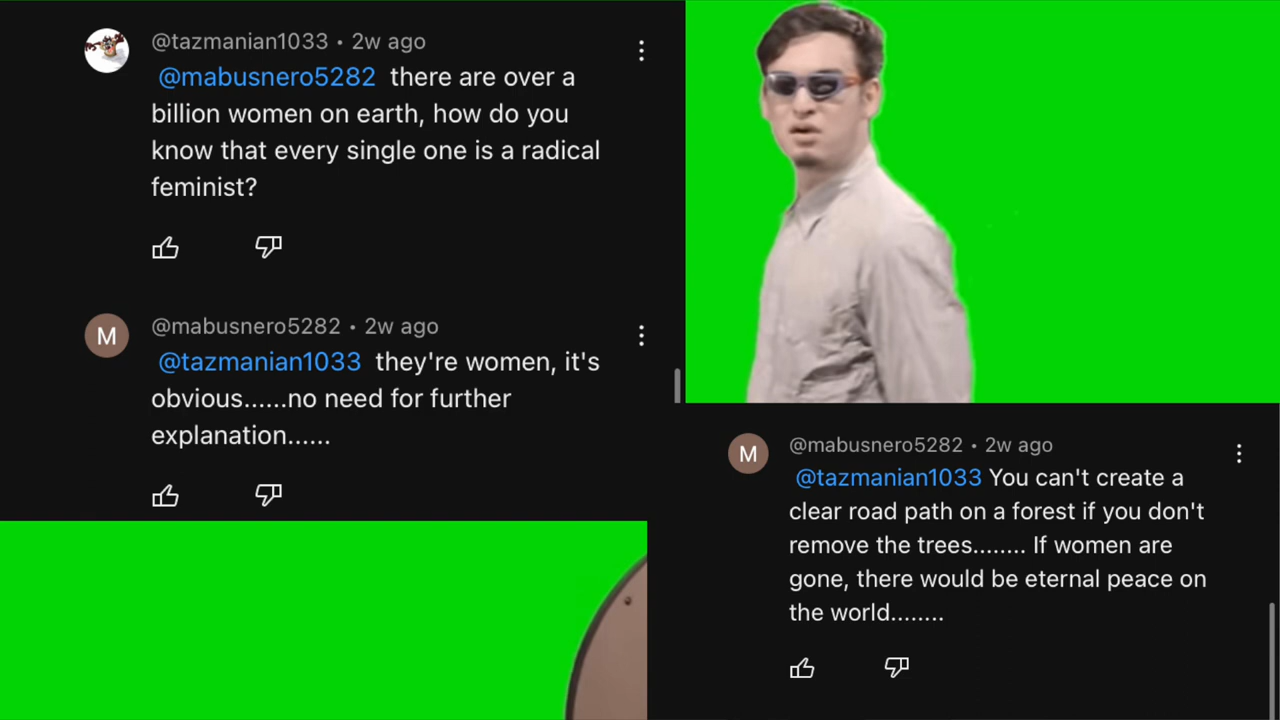 @tazmanian1033 • 2w ago
@mabusnero5282 there are over a
billion women on earth, how do you
know that every single one is a radical
feminist?
M
@mabusnero5282 • 2w ago
@tazmanian1033 they're women, it's
obvious......no need for further
explanation......
M
@mabusnero5282 • 2w ago
@tazmanian1033 You can't create a
clear road path on a forest if you don't
remove the trees........ If women are
gone, there would be eternal peace on
the world........